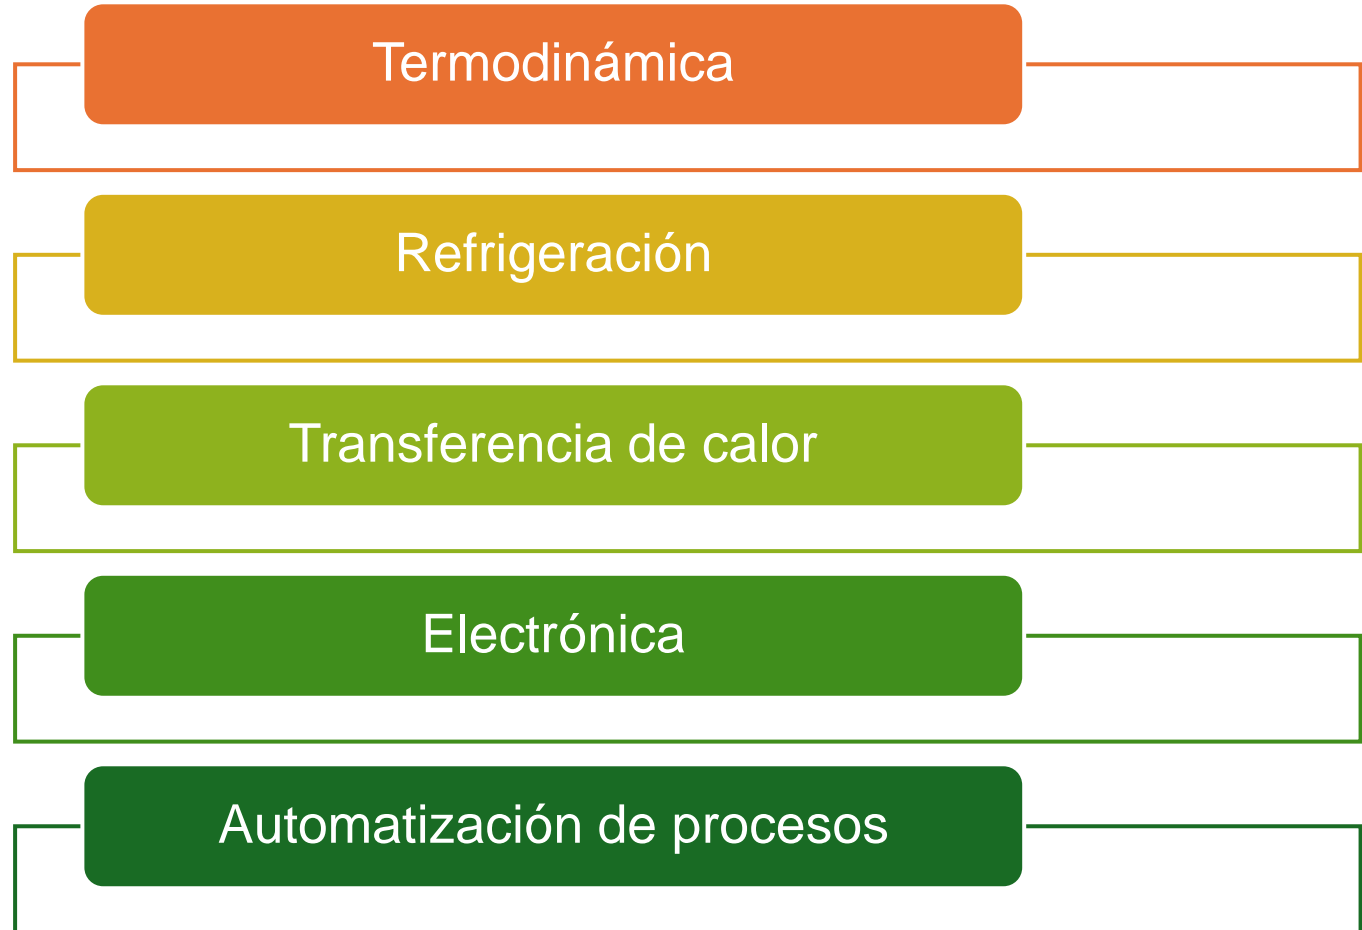 Termodinámica
Refrigeración
Transferencia de calor
Electrónica
Automatización de procesos